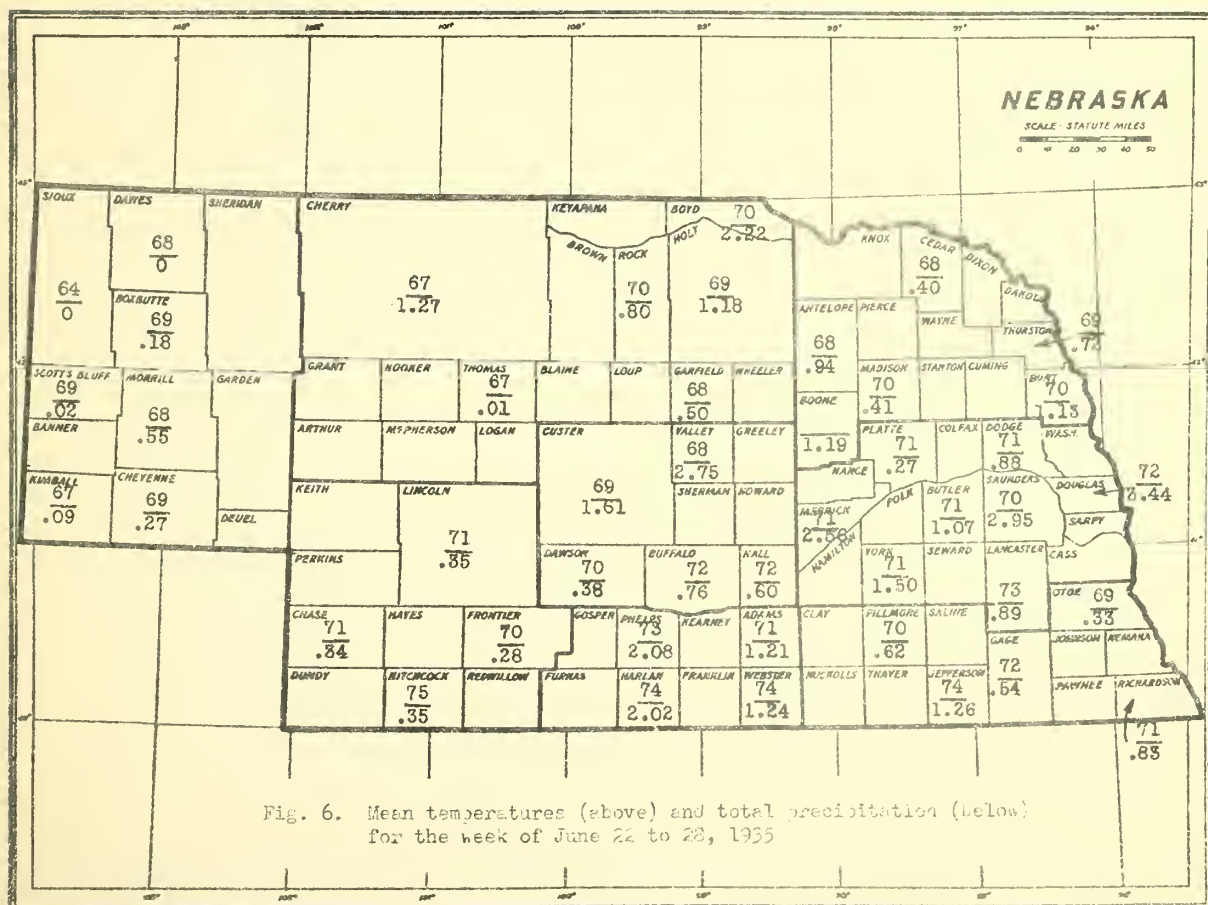 NEBRASKA
SCALE - STATUTE MILES
0 10 20 30 40 50
SIOUX
64
0
DAWES
68
0
SHERIDAN
BOXBUTTE
69
.18
CHERRY
67
1.27
KEYAPAHA
BROWN
ROCK
70
.80
BOYD
70
2.22
HOLT
69
1.18
KNOX
CEDAR
68
.40
DIXON
DAKOTA
ANTELOPE
68
.94
PIERCE
WAYNE
THURSTON
69
.72
SCOTTS BLUFF
69
.02
MORRILL
68
.55
GARDEN
BANNER
KIMBALL
67
.09
CHEYENNE
69
.27
DEUEL
GRANT
HOOKER
THOMAS
67
.01
BLAINE
LOUP
GARFIELD
68
.50
WHEELER
BOONE
1.19
MADISON
70
.41
STANTON
CUMING
BURT
70
1.13
ARTHUR
McPHERSON
LOGAN
CUSTER
69
1.61
VALLEY
68
2.75
GREELEY
NANCE
PLATTE
71
.27
COLFAX
DODGE
71
.88
WASH.
KEITH
LINCOLN
71
.35
SHERMAN
HOWARD
MERRICK
71
2.58
POLK
BUTLER
71
1.07
SAUNDERS
70
2.95
DOUGLAS
72
.44
SARPY
PERKINS
DAWSON
70
.38
BUFFALO
72
.76
HALL
72
.60
HAMILTON
YORK
71
1.50
SEWARD
LANCASTER
73
.89
CASS
OTOE
69
.33
CHASE
71
.34
HAYES
FRONTIER
70
.28
GOSPER
PHELPS
73
2.08
KEARNEY
ADAMS
71
1.21
CLAY
FILLMORE
70
.62
SALINE
GAGE
72
.54
JOHNSON
NEMAHA
DUNDY
HITCHCOCK
75
.35
REDWILLOW
FURNAS
HARLAN
74
2.02
FRANKLIN
WEBSTER
74
1.24
NUCHOLLS
THAYER
JEFFERSON
74
1.26
PAWNEE
RICHARDSON
71
.83
Fig. 6. Mean temperatures (above) and total precipitation (below)
for the week of June 22 to 28, 1935